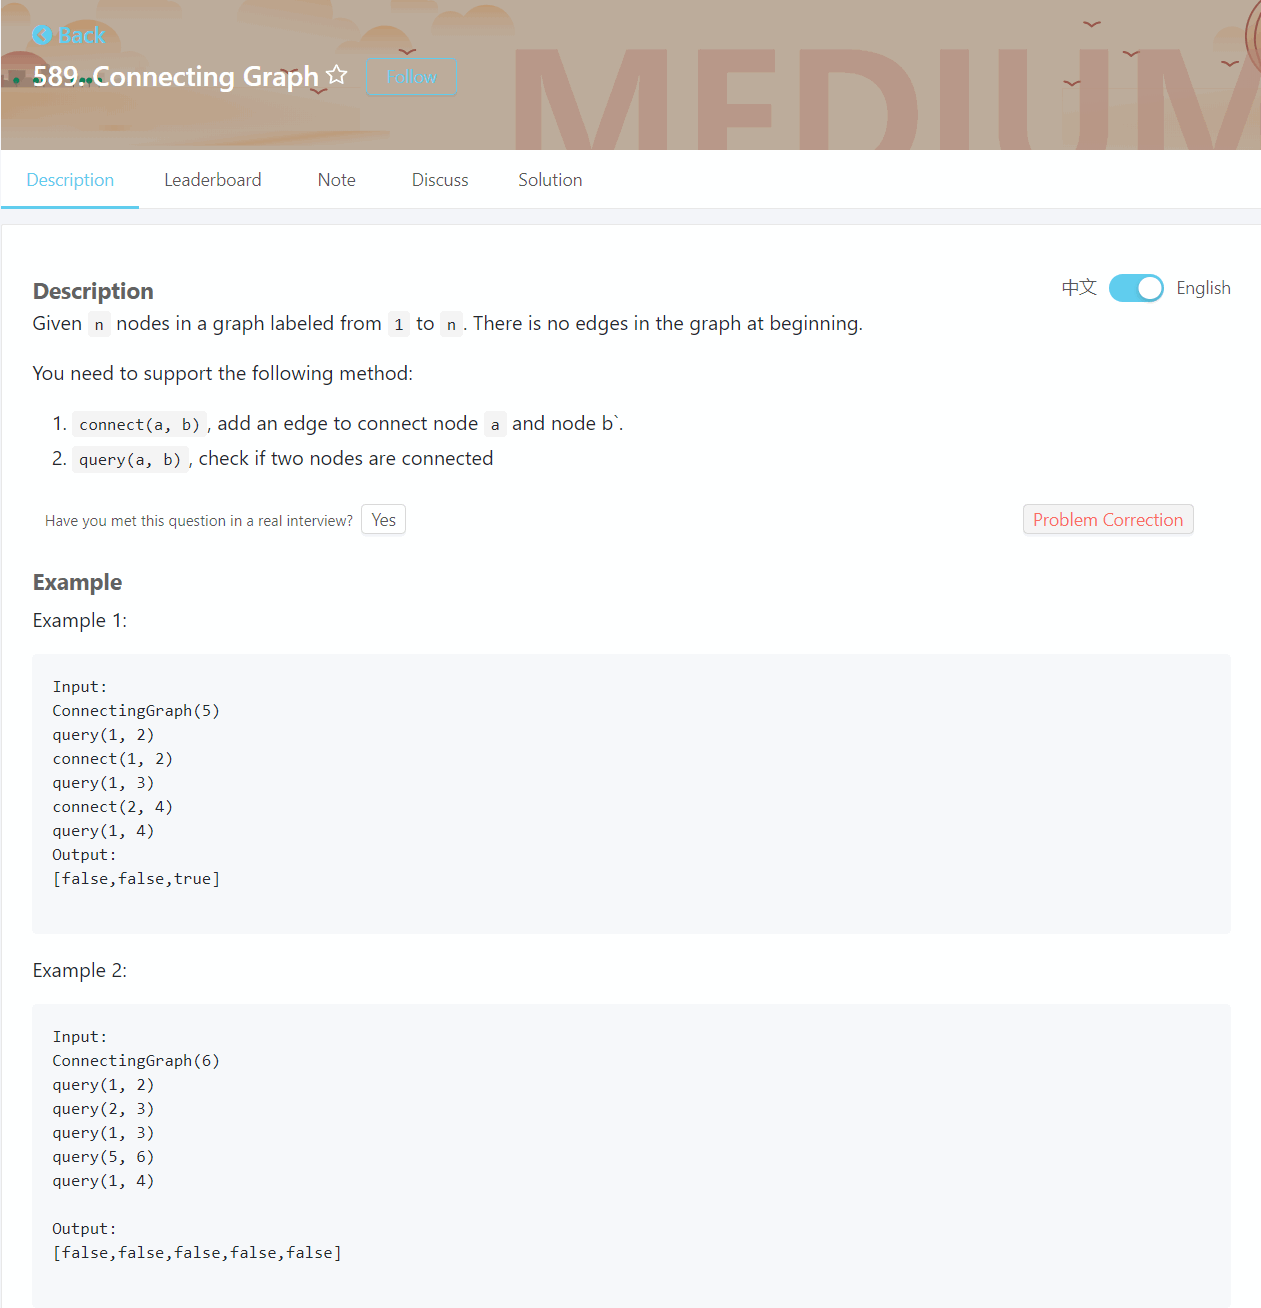 Back
589. Connecting Graph Follow
MEDIUM
Description Leaderboard Note Discuss Solution
Description 中文 English
Given n nodes in a graph labeled from 1 to n. There is no edges in the graph at beginning.
You need to support the following method:
1. connect(a, b), add an edge to connect node a and node b`.
2. query(a, b), check if two nodes are connected
Have you met this question in a real interview? Yes Problem Correction
Example
Example 1:
Input:
ConnectingGraph(5)
query(1, 2)
connect(1, 2)
query(1, 3)
connect(2, 4)
query(1, 4)
Output:
[false,false,true]
Example 2:
Input:
ConnectingGraph(6)
query(1, 2)
query(2, 3)
query(1, 3)
query(5, 6)
query(1, 4)
Output:
[false,false,false,false,false]